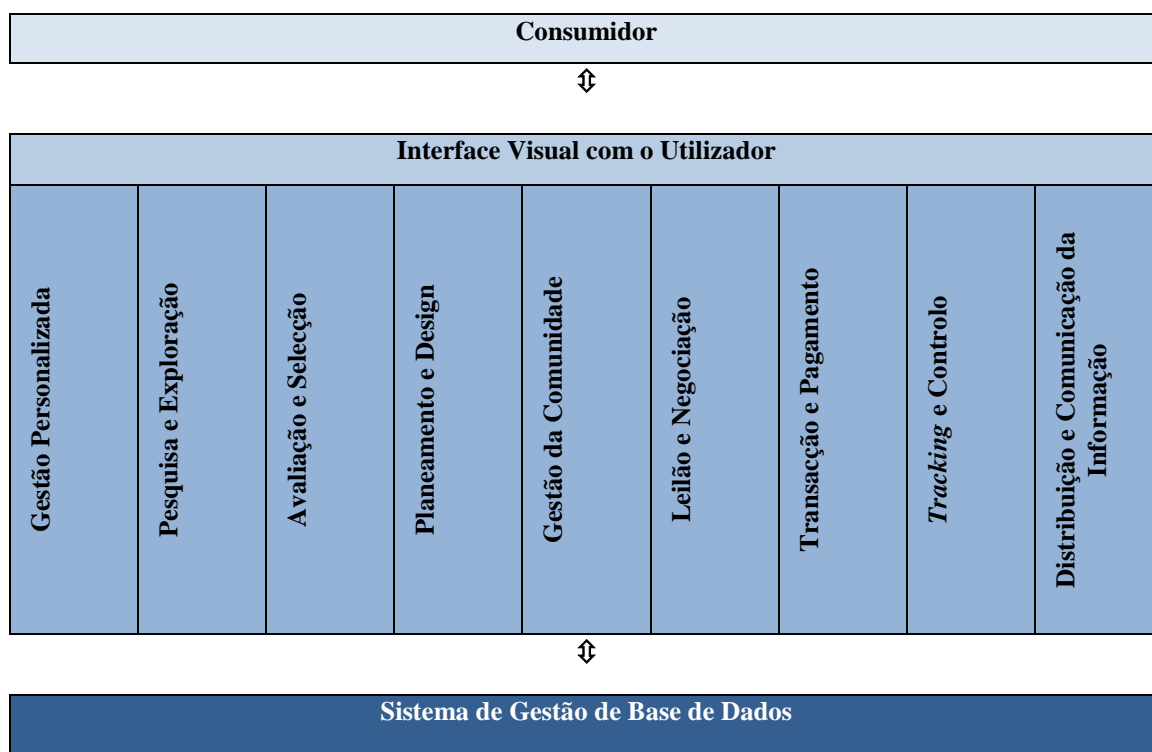 Consumidor
⇕
Interface Visual com o Utilizador
Gestão Personalizada
Pesquisa e Exploração
Avaliação e Selecção
Planeamento e Design
Gestão da Comunidade
Leilão e Negociação
Transacção e Pagamento
Tracking e Controlo
Distribuição e Comunicação da
Informação
⇕
Sistema de Gestão de Base de Dados